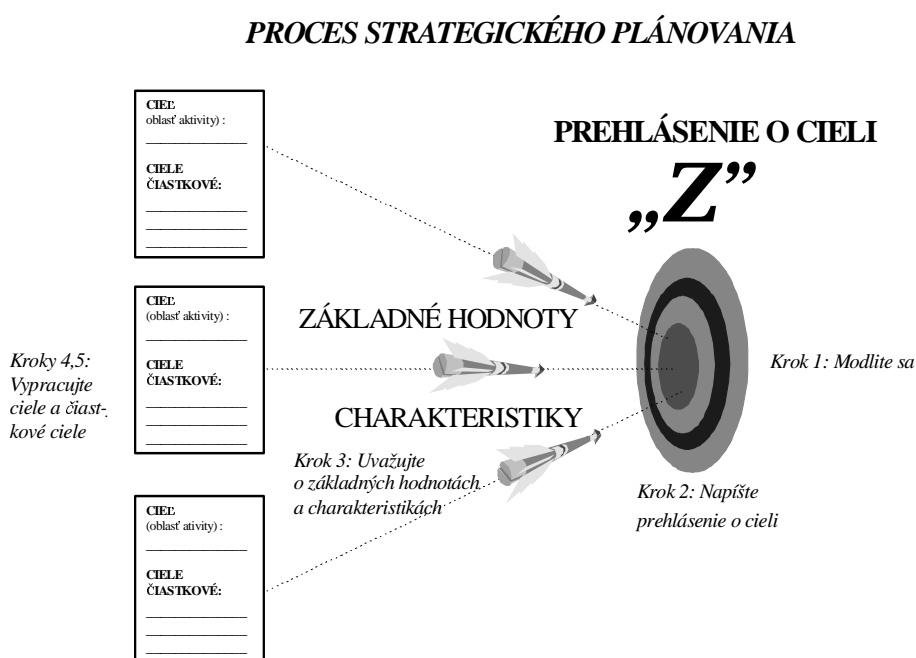 PROCES STRATEGICKÉHO PLÁNOVANIA
PREHLÁSENIE O CIELI
„Z”
CIEĽ
oblasť aktivity) :
CIELE
ČIASTKOVÉ:
CIEĽ
(oblasť aktivity) :
CIELE
ČIASTKOVÉ:
CIEĽ
(oblasť ativity) :
CIELE
ČIASTKOVÉ:
Kroky 4,5:
Vypracujte
ciele a čiast-
kové ciele
ZÁKLADNÉ HODNOTY
CHARAKTERISTIKY
Krok 3: Uvažujte
o základných hodnotách
a charakteristikách
Krok 1: Modlite sa
Krok 2: Napíšte
prehlásenie o cieli